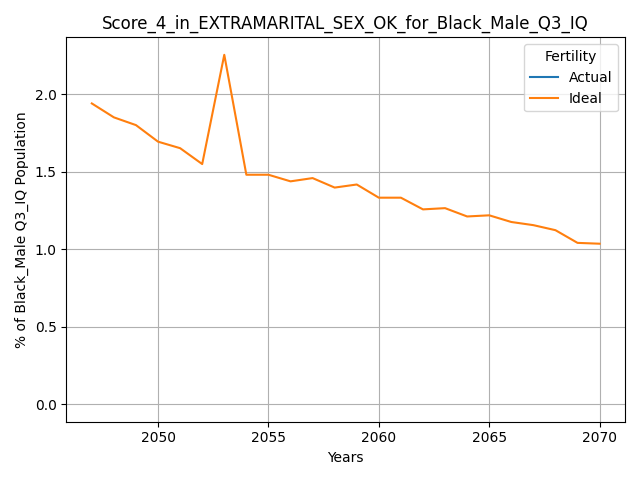 Score_4_in_EXTRAMARITAL_SEX_OK_for_Black_Male_Q3_IQ
Fertility
Actual
Ideal
% of Black_Male Q3_IQ Population
2.0
1.5
1.0
0.5
0.0
2050 2055 2060 2065 2070
Years